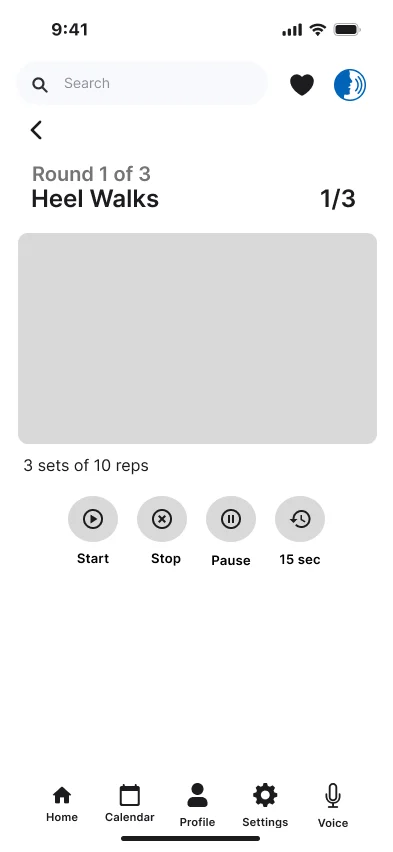 9:41
Search
Round 1 of 3
Heel Walks 1/3
3 sets of 10 reps
Start Stop Pause 15 sec
Home Calendar Profile Settings Voice